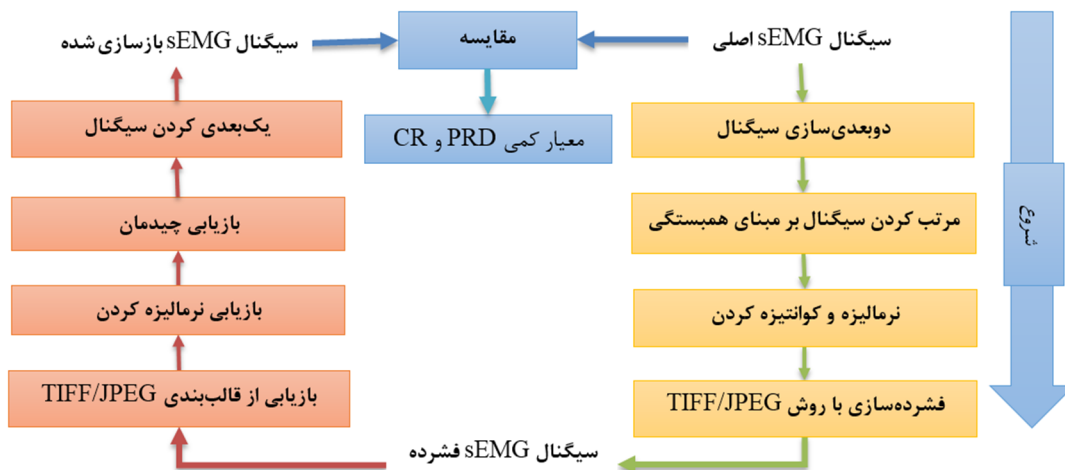 سیگنال sEMG اصلی
مقایسه
سیگنال sEMG بازسازی شده
دوبعدی‌سازی سیگنال
معیار کمی PRD و CR
یک‌بعدی کردن سیگنال
مرتب کردن سیگنال بر مبنای همبستگی
بازیابی چیدمان
شروع
نرمالیزه و کوانتیزه کردن
بازیابی نرمالیزه کردن
فشرده‌سازی با روش TIFF/JPEG
بازیابی از قالب‌بندی TIFF/JPEG
سیگنال sEMG فشرده